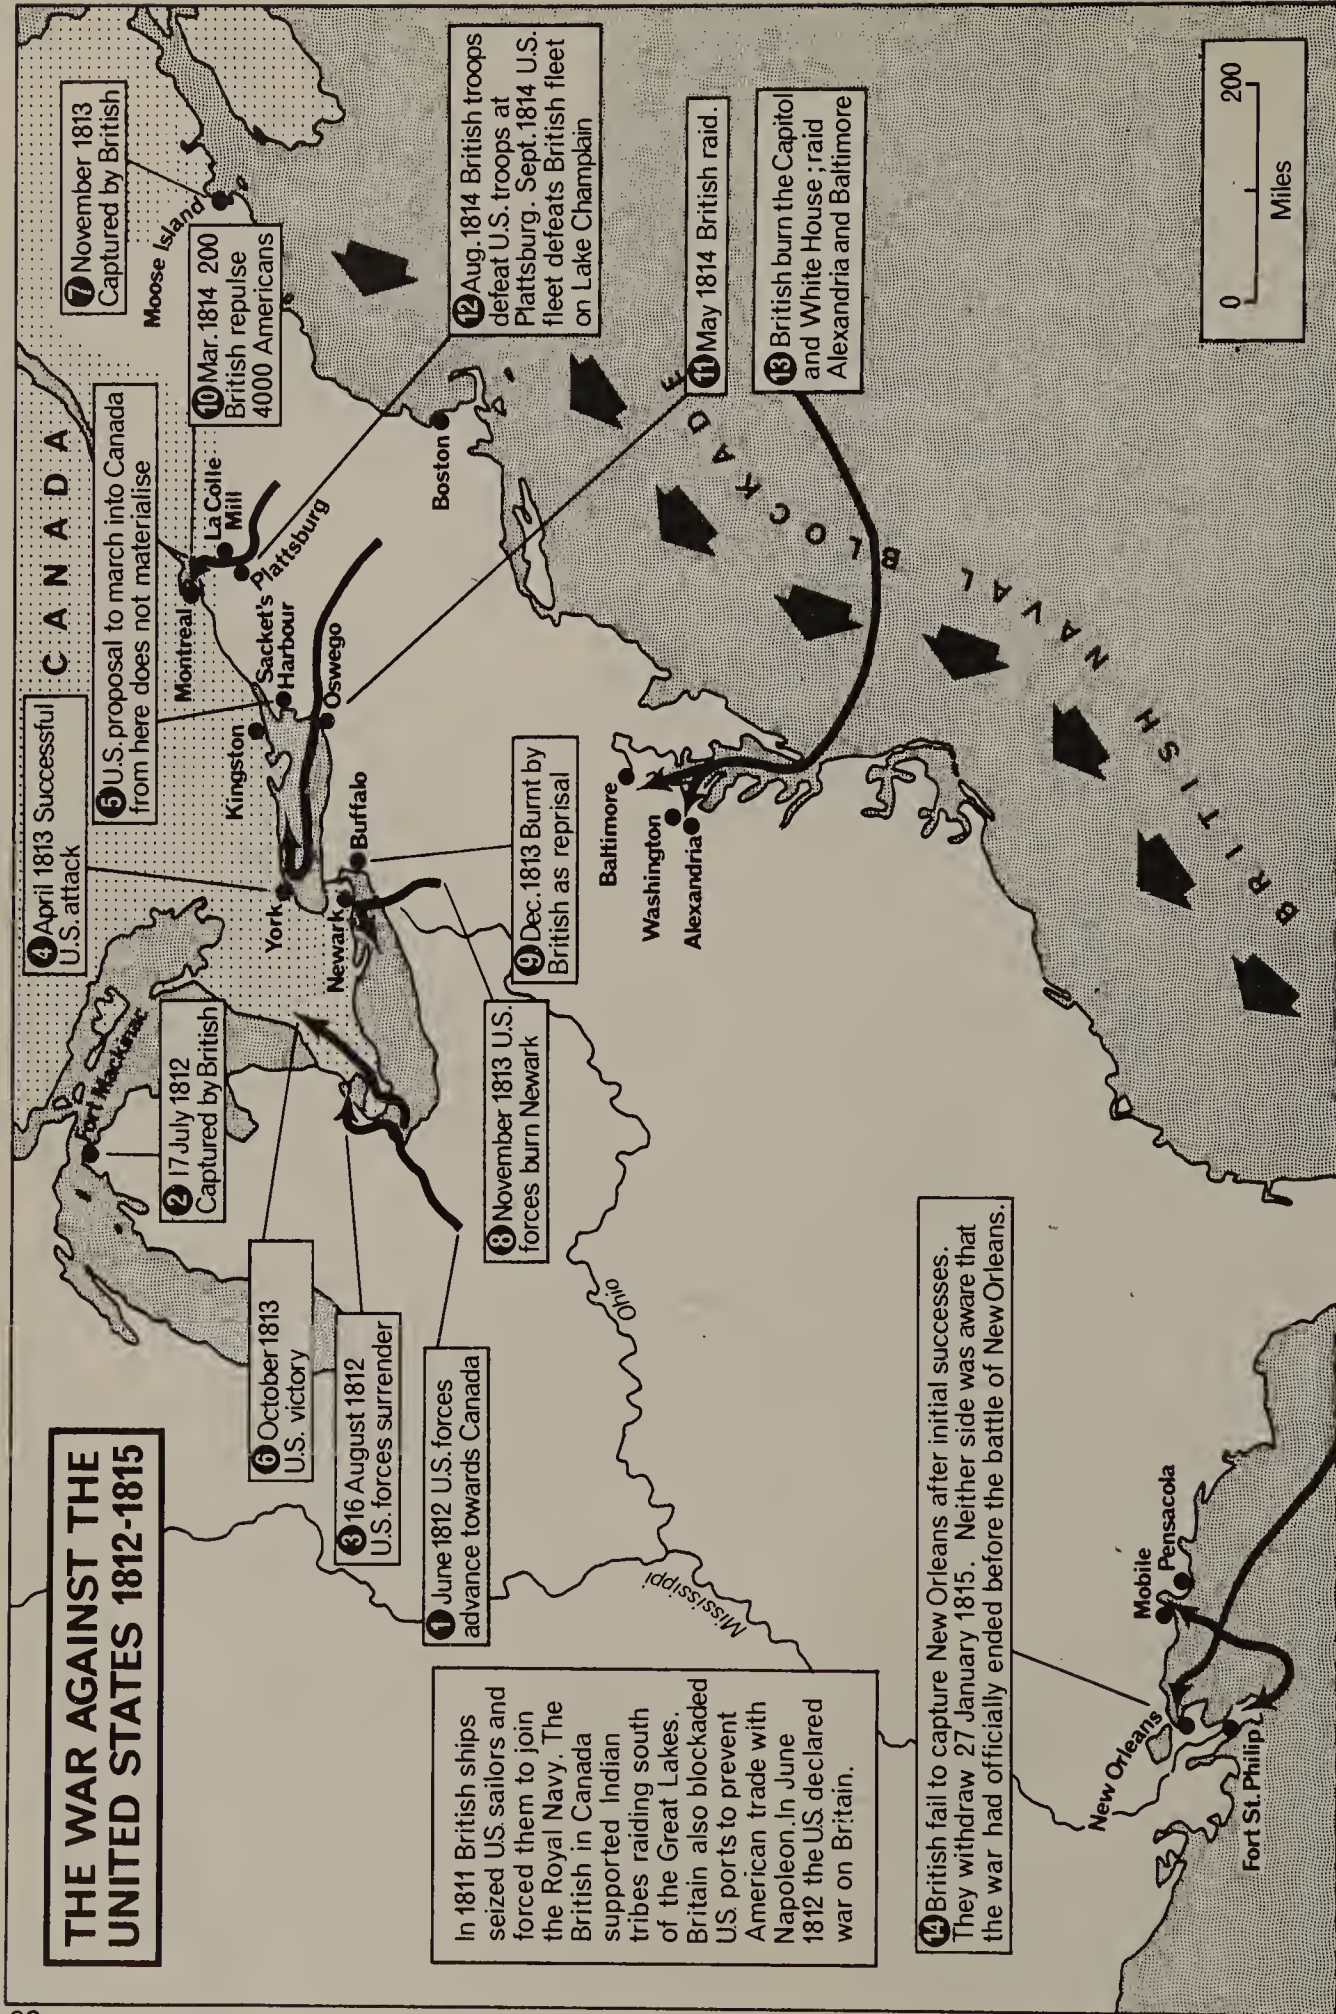 THE WAR AGAINST THE
UNITED STATES 1812-1815
In 1811 British ships
seized U.S. sailors and
forced them to join
the Royal Navy. The
British in Canada
supported Indian
tribes raiding south
of the Great Lakes.
Britain also blockaded
U.S. ports to prevent
American trade with
Napoleon. In June
1812 the U.S. declared
war on Britain.
1 June 1812 U.S. forces
advance towards Canada
2 17 July 1812
Captured by British
3 16 August 1812
U.S. forces surrender
4 April 1813 Successful
U.S. attack
5 U.S. proposal to march into Canada
from here does not materialise
6 October 1813
U.S. victory
7 November 1813
Captured by British
8 November 1813 U.S.
forces burn Newark
9 Dec. 1813 Burnt by
British as reprisal
10 Mar. 1814 200
British repulse
4000 Americans
11 May 1814 British raid.
12 Aug. 1814 British troops
defeat U.S. troops at
Plattsburg. Sept. 1814 U.S.
fleet defeats British fleet
on Lake Champlain
13 British burn the Capitol
and White House; raid
Alexandria and Baltimore
14 British fail to capture New Orleans after initial successes.
They withdraw 27 January 1815. Neither side was aware that
the war had officially ended before the battle of New Orleans.
CANADA
Fort Mackinac
York
Newark
Buffalo
Kingston
Sacket's
Harbour
Oswego
Montreal
La Colle
Mill
Plattsburg
Moose Island
Boston
Baltimore
Washington
Alexandria
Ohio
Mississippi
Mobile
Pensacola
New Orleans
Fort St. Philip
BRITISH NAVAL BLOCKADE
0 200
Miles